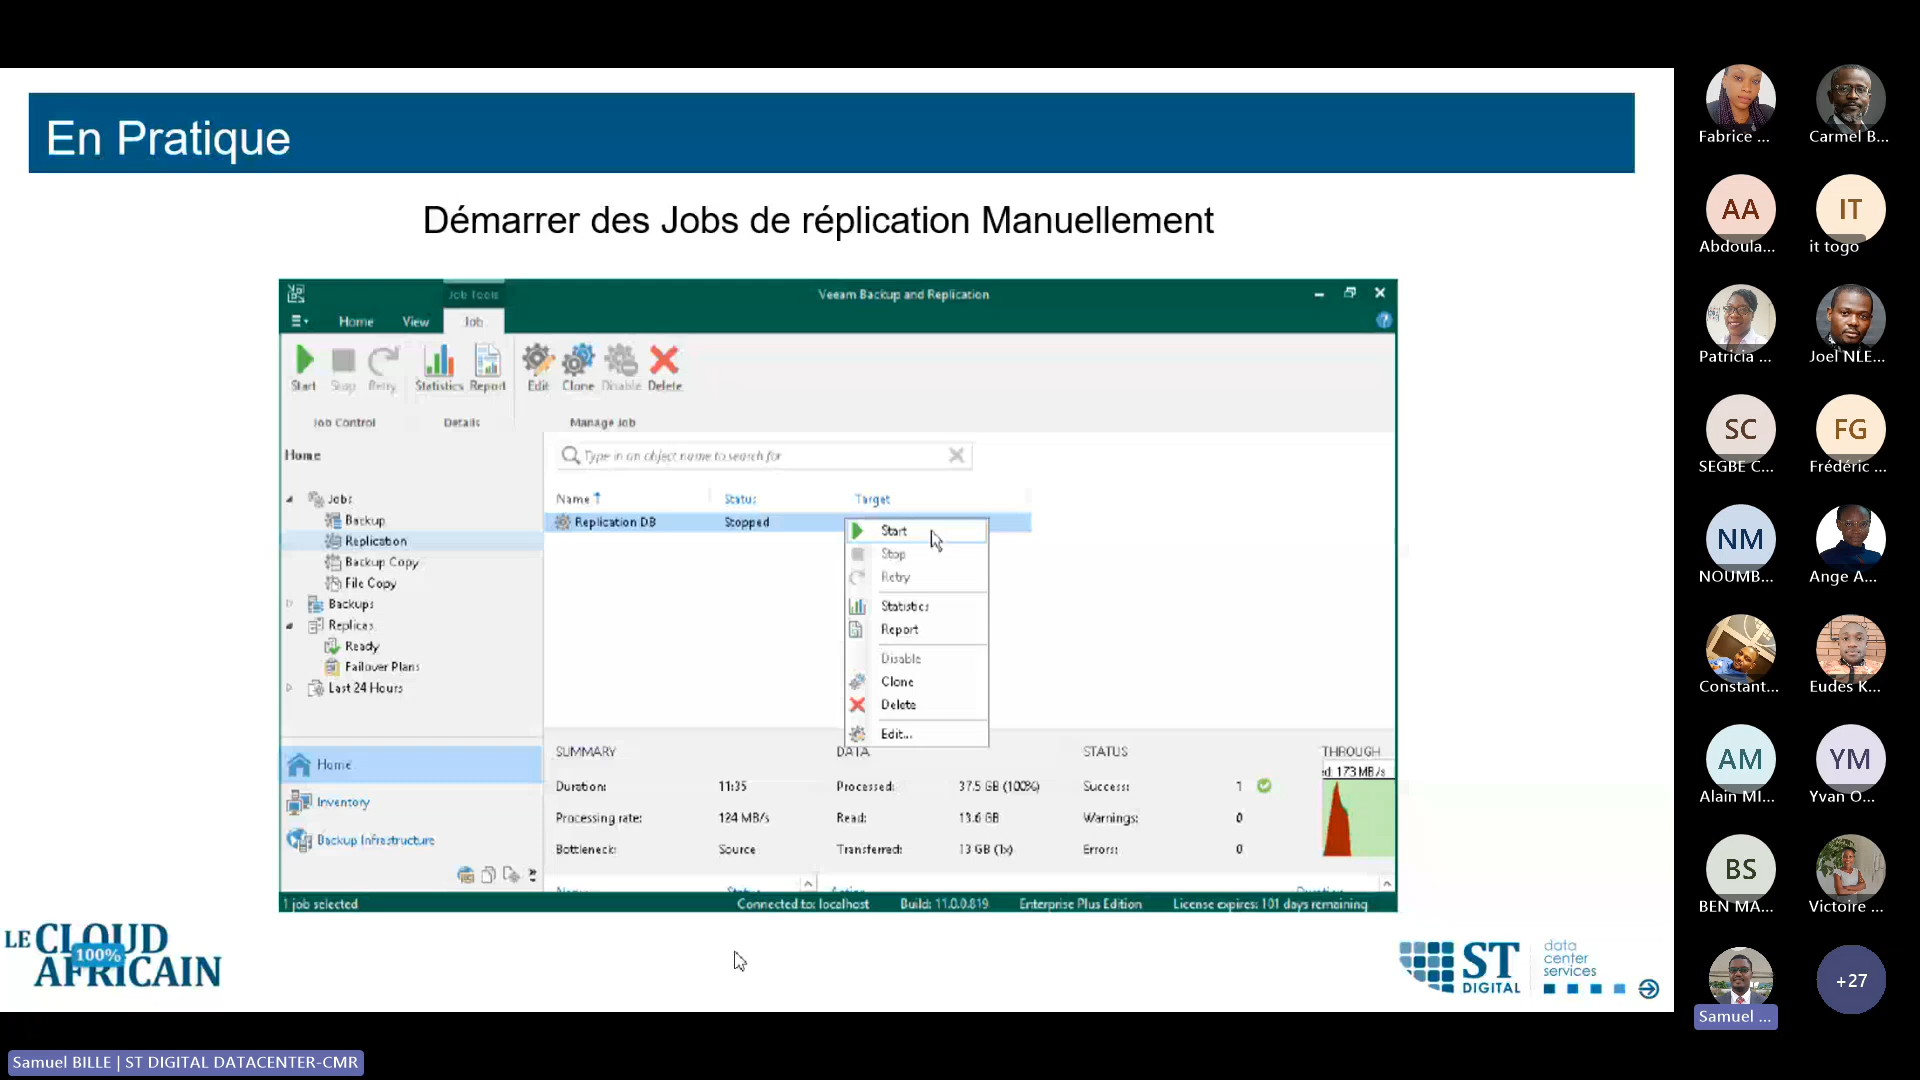 En Pratique
Démarrer des Jobs de réplication Manuellement
Job Tools
Veeam Backup and Replication
Home
View
Job
Start
Stop
Retry
Statistics
Report
Edit
Clone
Disable
Delete
Job Control
Details
Manage Job
Home
Type in an object name to search for
Jobs
Backup
Replication
Backup Copy
File Copy
Backups
Replicas
Ready
Failover Plans
Last 24 Hours
Name
Status
Target
Replication DB
Stopped
Start
Stop
Retry
Statistics
Report
Disable
Clone
Delete
Edit...
Home
Inventory
Backup Infrastructure
SUMMARY
DATA
STATUS
THROUGH
Duration:
11:35
Processed:
37.5 GB (100%)
Success:
1
d: 173 MB/s
Processing rate:
124 MB/s
Read:
13.6 GB
Warnings:
0
Bottleneck:
Source
Transferred:
13 GB (1x)
Errors:
0
Name
Status
Action
Duration
1 job selected
Connected to: localhost
Build: 11.0.0.819
Enterprise Plus Edition
License expires: 101 days remaining
LE CLOUD
AFRICAIN
100%
ST
DIGITAL
data
center
services
Samuel BILLE | ST DIGITAL DATACENTER-CMR
Fabrice ...
Carmel B...
AA
Abdoula...
IT
it togo
Patricia ...
Joel NLE...
SC
SEGBE C...
FG
Frédéric ...
NM
NOUMB...
Ange A...
Constant...
Eudes K...
AM
Alain MI...
YM
Yvan O...
BS
BEN MA...
Victoire ...
Samuel ...
+27